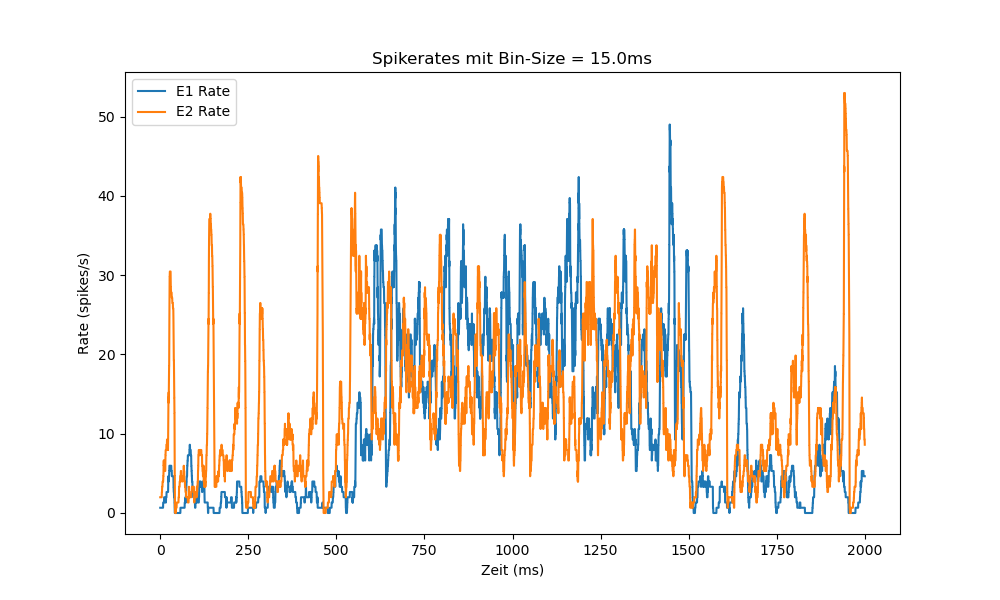 Spikerates mit Bin-Size = 15.0ms
E1 Rate
E2 Rate
Rate (spikes/s)
50
40
30
20
10
0
0 250 500 750 1000 1250 1500 1750 2000
Zeit (ms)